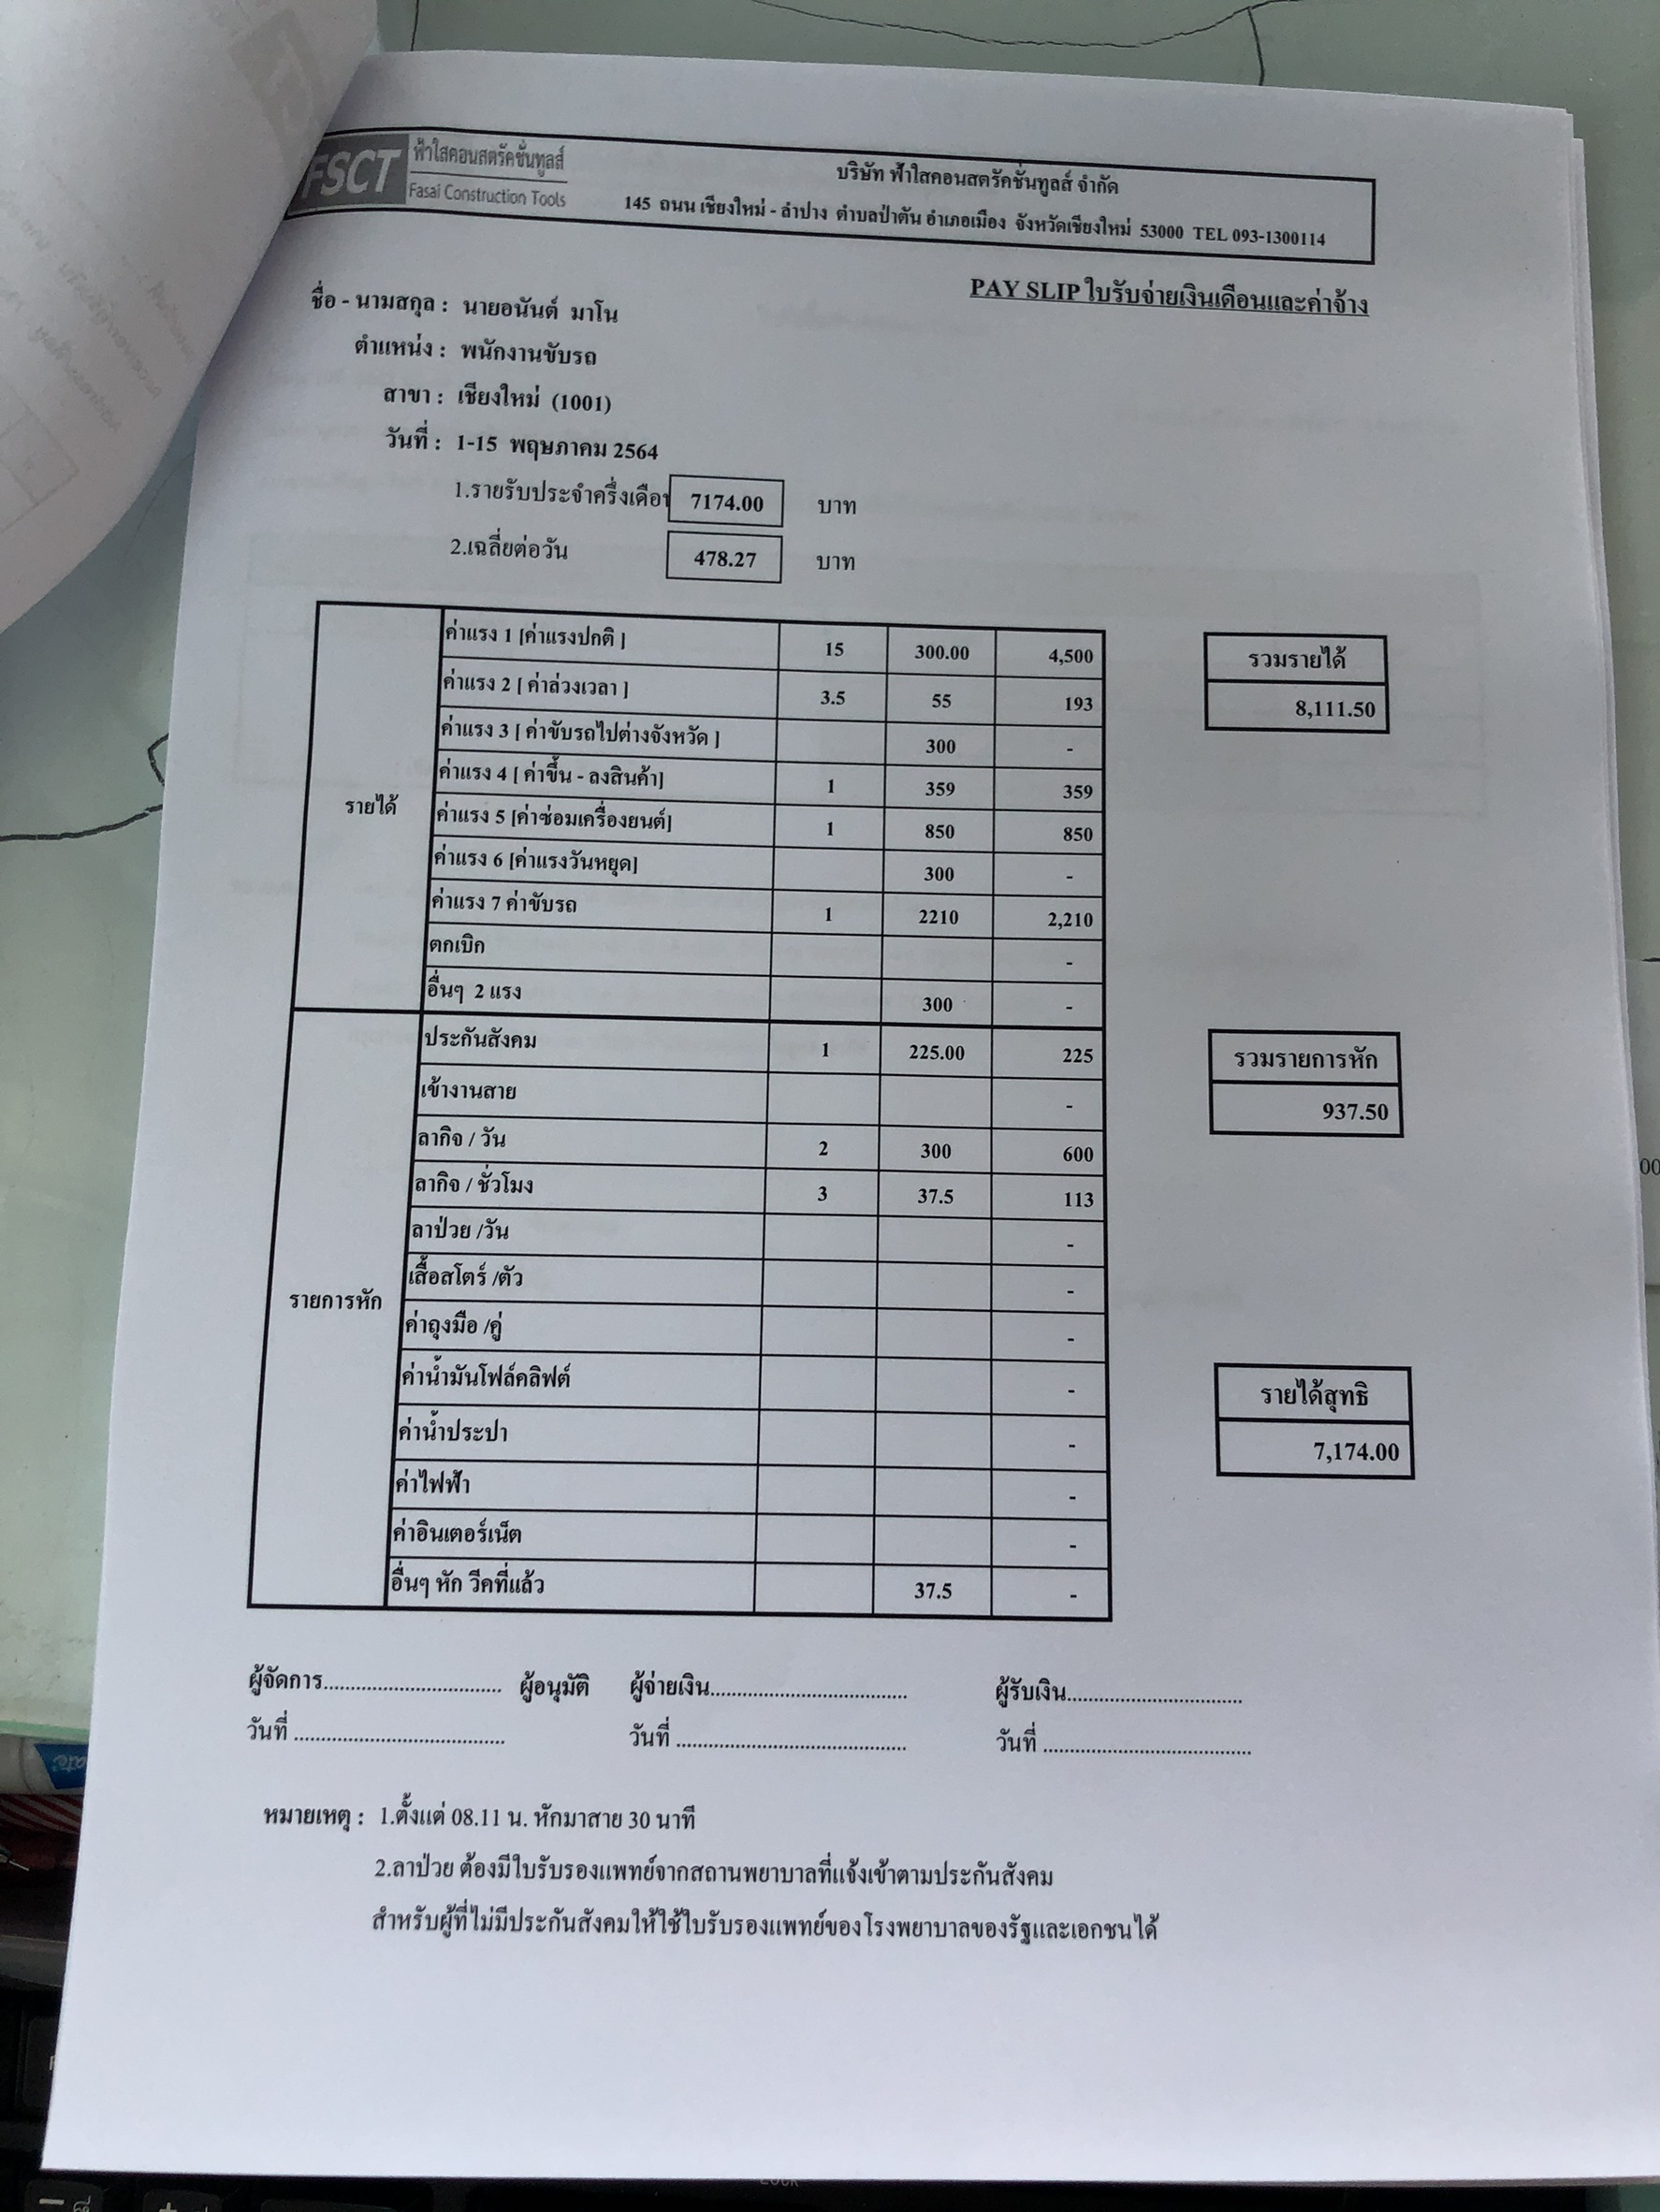 FSCT ฟ้าใสคอนสตรัคชั่นทูลส์
Fasai Construction Tools
บริษัท ฟ้าใสคอนสตรัคชั่นทูลส์ จำกัด
145 ถนน เชียงใหม่ - ลำปาง ตำบลป่าตัน อำเภอเมือง จังหวัดเชียงใหม่ 53000 TEL 093-1300114
PAY SLIP ใบรับจ่ายเงินเดือนและค่าจ้าง
ชื่อ - นามสกุล : นายอนันต์ มาโน
ตำแหน่ง : พนักงานขับรถ
สาขา : เชียงใหม่ (1001)
วันที่ : 1-15 พฤษภาคม 2564
1.รายรับประจำครึ่งเดือน 7174.00 บาท
2.เฉลี่ยต่อวัน 478.27 บาท
รายได้
ค่าแรง 1 [ค่าแรงปกติ ] 15 300.00 4,500
ค่าแรง 2 [ ค่าล่วงเวลา ] 3.5 55 193
ค่าแรง 3 [ ค่าขับรถไปต่างจังหวัด ] 300 -
ค่าแรง 4 [ ค่าขึ้น - ลงสินค้า] 1 359 359
ค่าแรง 5 [ค่าซ่อมเครื่องยนต์] 1 850 850
ค่าแรง 6 [ค่าแรงวันหยุด] 300 -
ค่าแรง 7 ค่าขับรถ 1 2210 2,210
ตกเบิก -
อื่นๆ 2 แรง 300 -
รวมรายได้
8,111.50
รายการหัก
ประกันสังคม 1 225.00 225
เข้างานสาย -
ลากิจ / วัน 2 300 600
ลากิจ / ชั่วโมง 3 37.5 113
ลาป่วย /วัน -
เสื้อสโตร์ /ตัว -
ค่าถุงมือ /คู่ -
ค่าน้ำมันโฟล์คลิฟต์ -
ค่าน้ำประปา -
ค่าไฟฟ้า -
ค่าอินเตอร์เน็ต -
อื่นๆ หัก วีคที่แล้ว 37.5 -
รวมรายการหัก
937.50
รายได้สุทธิ
7,174.00
ผู้จัดการ................................. ผู้อนุมัติ ผู้จ่ายเงิน..................................... ผู้รับเงิน.................................
วันที่ ....................................... วันที่ ........................................... วันที่ .......................................
หมายเหตุ : 1.ตั้งแต่ 08.11 น. หักมาสาย 30 นาที
2.ลาป่วย ต้องมีใบรับรองแพทย์จากสถานพยาบาลที่แจ้งเข้าตามประกันสังคม
สำหรับผู้ที่ไม่มีประกันสังคมให้ใช้ใบรับรองแพทย์ของโรงพยาบาลของรัฐและเอกชนได้